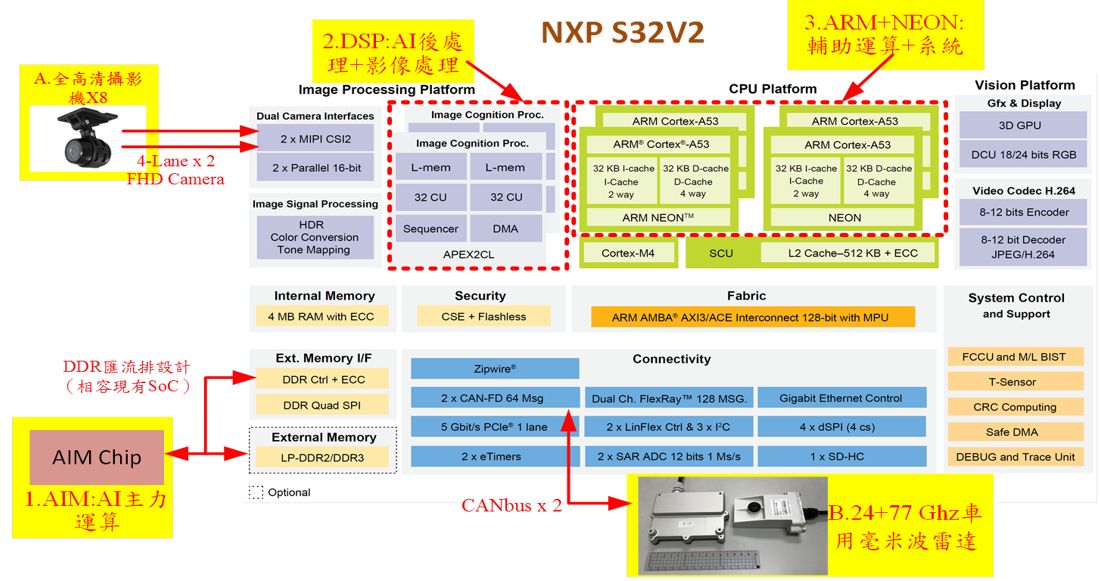 NXP S32V2
A.全高清攝影
機X8
4-Lane x 2
FHD Camera
2.DSP:AI後處
理+影像處理
3.ARM+NEON:
輔助運算+系統
Image Processing Platform
Dual Camera Interfaces
2 x MIPI CSI2
2 x Parallel 16-bit
Image Signal Processing
HDR
Color Conversion
Tone Mapping
Image Cognition Proc.
Image Cognition Proc.
L-mem
L-mem
32 CU
32 CU
Sequencer
DMA
APEX2CL
CPU Platform
ARM Cortex-A53
ARM Cortex-A53
ARM® Cortex®-A53
ARM Cortex-A53
32 KB I-cache
I-Cache
2 way
32 KB D-cache
D-Cache
4 way
32 KB I-cache
I-Cache
2 way
32 KB D-cache
D-Cache
4 way
ARM NEON™
NEON
Cortex-M4
SCU
L2 Cache–512 KB + ECC
Vision Platform
Gfx & Display
3D GPU
DCU 18/24 bits RGB
Video Codec H.264
8-12 bits Encoder
8-12 bit Decoder
JPEG/H.264
Internal Memory
4 MB RAM with ECC
Security
CSE + Flashless
Fabric
ARM AMBA® AXI3/ACE Interconnect 128-bit with MPU
System Control
and Support
FCCU and M/L BIST
T-Sensor
CRC Computing
Safe DMA
DEBUG and Trace Unit
DDR匯流排設計
（相容現有SoC）
Ext. Memory I/F
DDR Ctrl + ECC
DDR Quad SPI
External Memory
LP-DDR2/DDR3
Optional
Connectivity
Zipwire®
2 x CAN-FD 64 Msg
Dual Ch. FlexRay™ 128 MSG.
Gigabit Ethernet Control
5 Gbit/s PCIe® 1 lane
2 x LinFlex Ctrl & 3 x I²C
4 x dSPI (4 cs)
2 x eTimers
2 x SAR ADC 12 bits 1 Ms/s
1 x SD-HC
AIM Chip
1.AIM:AI主力
運算
CANbus x 2
B.24+77 Ghz車
用毫米波雷達